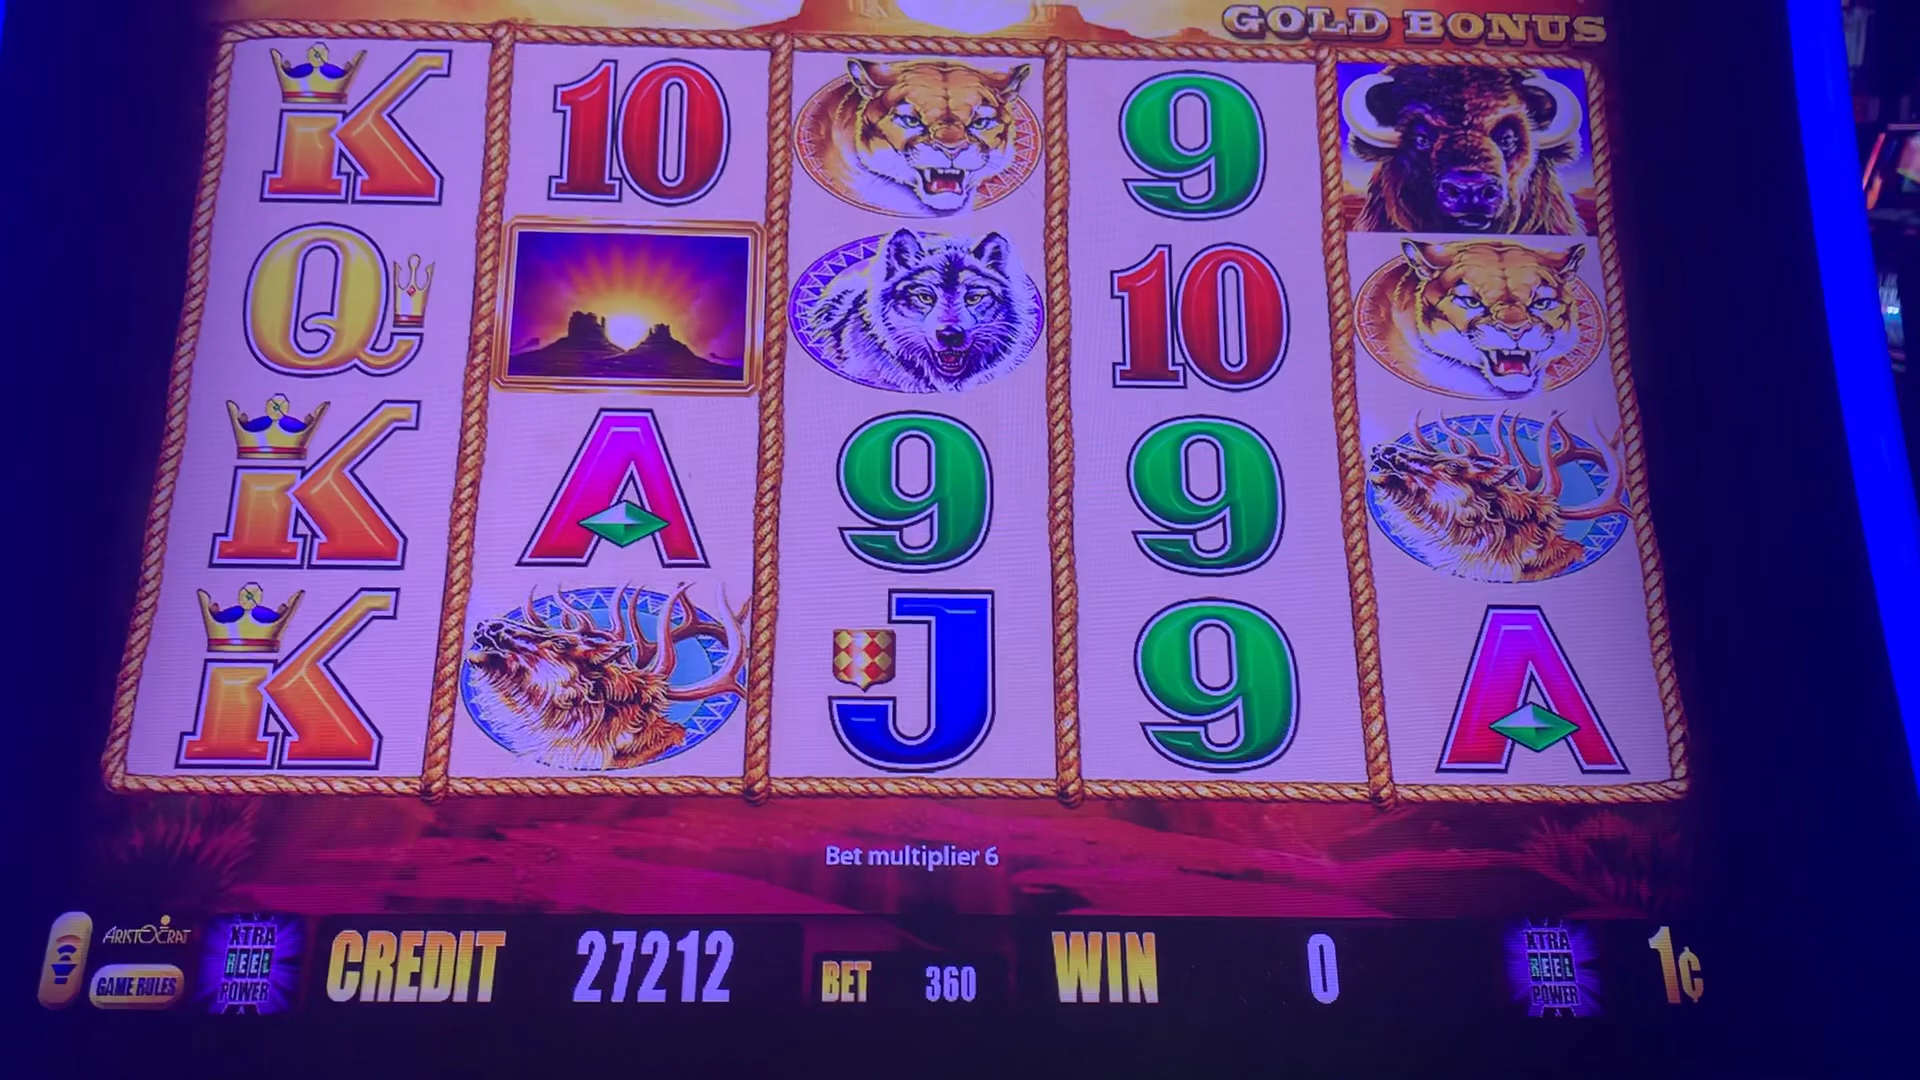 GOLD BONUS
K 10 9
Q 10
K A 9 9
K J 9 A
Bet multiplier 6
ARISTOCRAT
GAME RULES
XTRA
REEL
POWER
CREDIT 27212 BET 360 WIN 0
XTRA
REEL
POWER
1¢